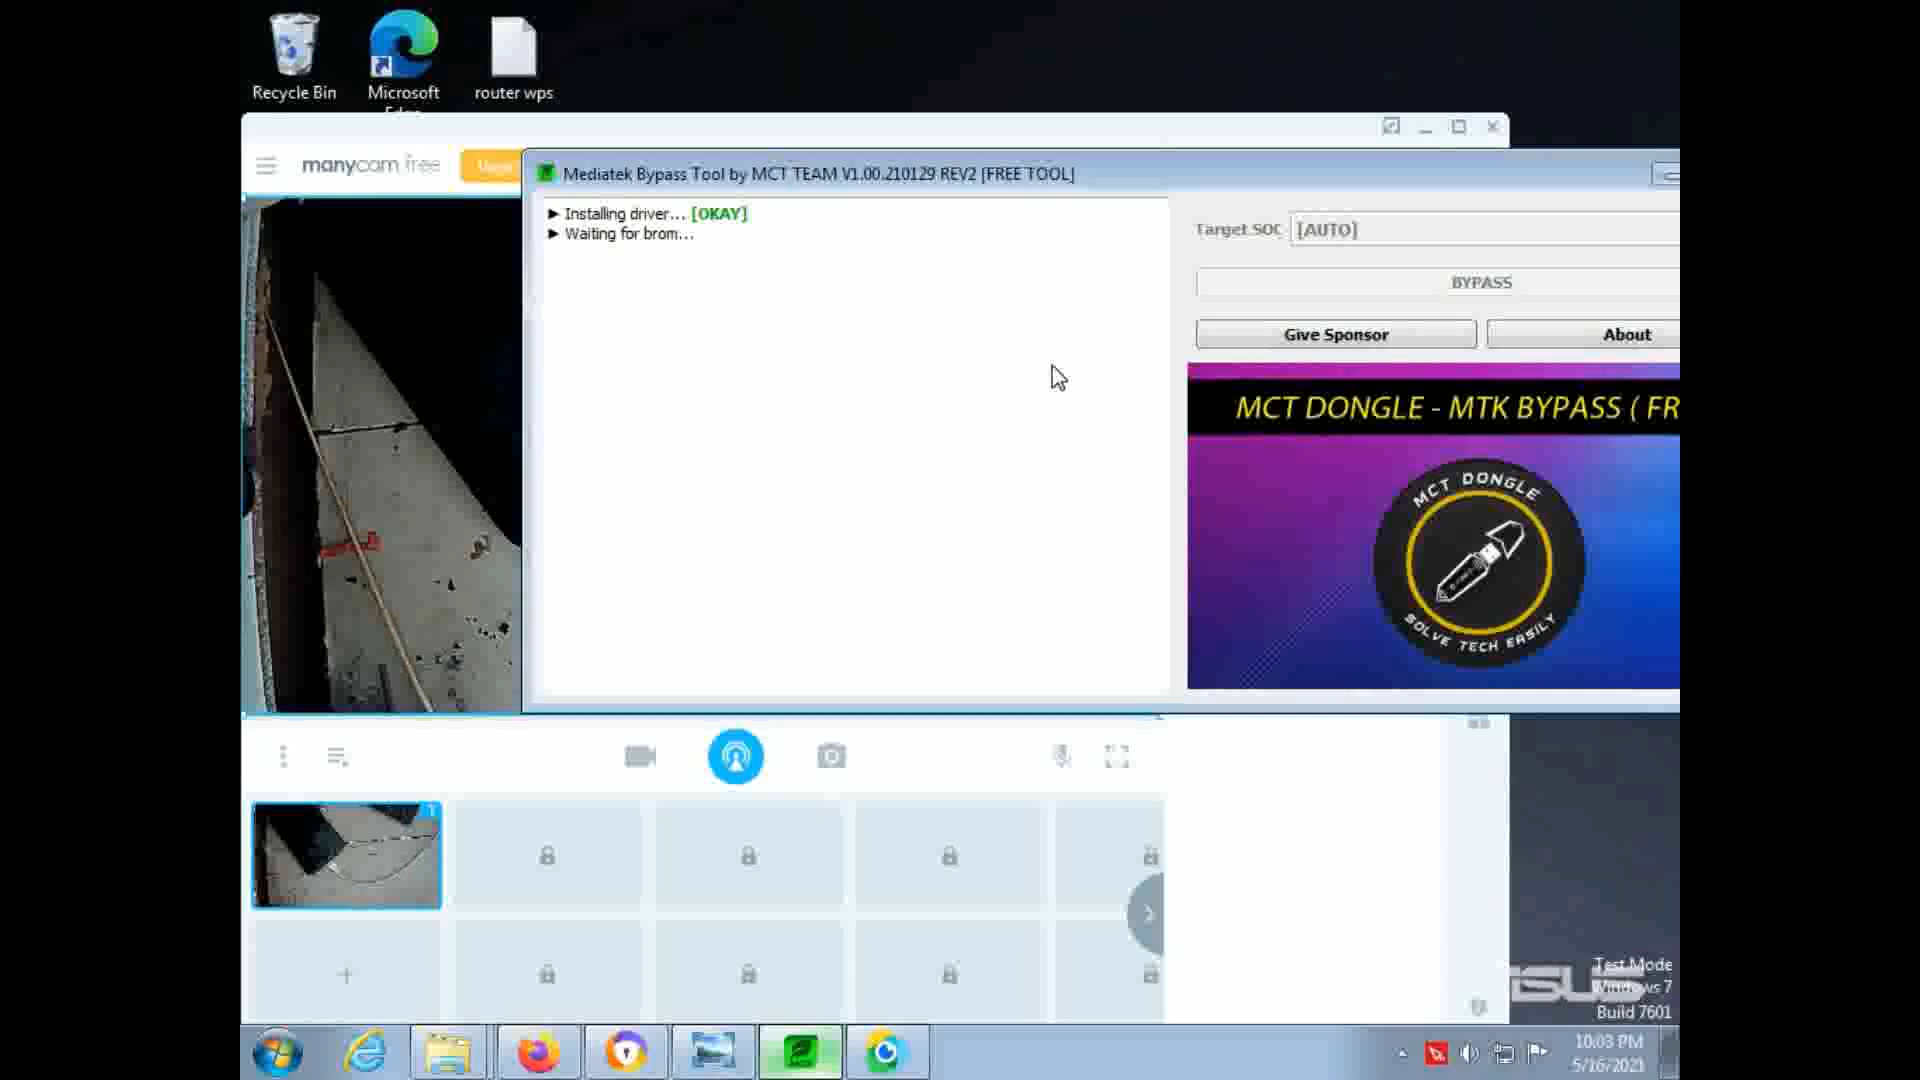 Recycle Bin
Microsoft
Edge
router wps
manycam free
Mediatek Bypass Tool by MCT TEAM V1.00.210129 REV2 [FREE TOOL]
► Installing driver... [OKAY]
► Waiting for brom...
Target SOC
[AUTO]
BYPASS
Give Sponsor
About
MCT DONGLE - MTK BYPASS ( FR
MCT DONGLE
SOLVE TECH EASILY
1
Test Mode
Windows 7
Build 7601
10:03 PM
5/16/2021